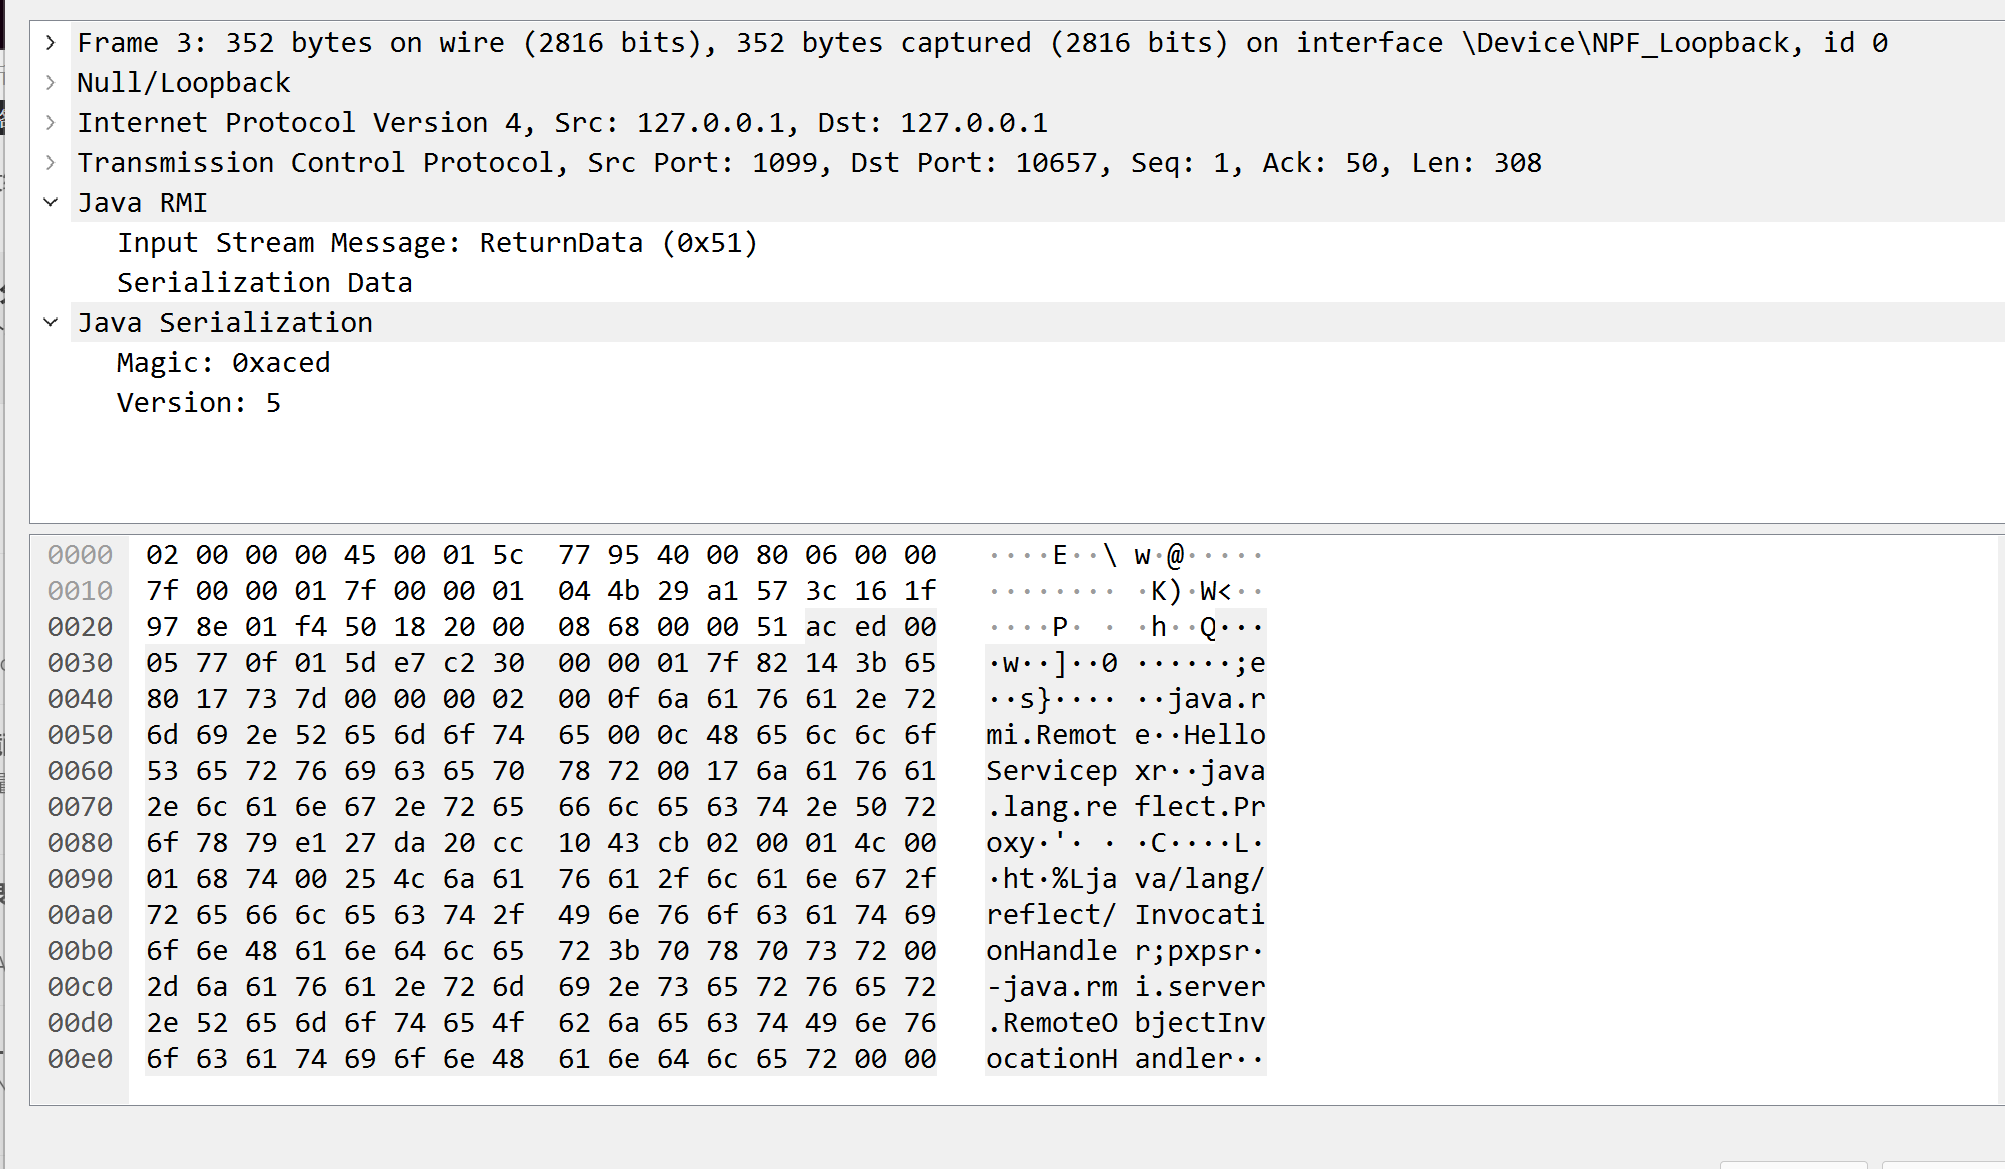 Frame 3: 352 bytes on wire (2816 bits), 352 bytes captured (2816 bits) on interface \Device\NPF_Loopback, id 0
Null/Loopback
Internet Protocol Version 4, Src: 127.0.0.1, Dst: 127.0.0.1
Transmission Control Protocol, Src Port: 1099, Dst Port: 10657, Seq: 1, Ack: 50, Len: 308
Java RMI
Input Stream Message: ReturnData (0x51)
Serialization Data
Java Serialization
Magic: 0xaced
Version: 5
0000 02 00 00 00 45 00 01 5c 77 95 40 00 80 06 00 00 ····E··\ w·@·····
0010 7f 00 00 01 7f 00 00 01 04 4b 29 a1 57 3c 16 1f ········ ·K)·W<··
0020 97 8e 01 f4 50 18 20 00 08 68 00 00 51 ac ed 00 ····P· · ·h··Q···
0030 05 77 0f 01 5d e7 c2 30 00 00 01 7f 82 14 3b 65 ·w··]··0 ······;e
0040 80 17 73 7d 00 00 00 02 00 0f 6a 61 76 61 2e 72 ··s}···· ··java.r
0050 6d 69 2e 52 65 6d 6f 74 65 00 0c 48 65 6c 6c 6f mi.Remot e··Hello
0060 53 65 72 76 69 63 65 70 78 72 00 17 6a 61 76 61 Servicep xr··java
0070 2e 6c 61 6e 67 2e 72 65 66 6c 65 63 74 2e 50 72 .lang.re flect.Pr
0080 6f 78 79 e1 27 da 20 cc 10 43 cb 02 00 01 4c 00 oxy·'· · ·C····L·
0090 01 68 74 00 25 4c 6a 61 76 61 2f 6c 61 6e 67 2f ·ht·%Lja va/lang/
00a0 72 65 66 6c 65 63 74 2f 49 6e 76 6f 63 61 74 69 reflect/ Invocati
00b0 6f 6e 48 61 6e 64 6c 65 72 3b 70 78 70 73 72 00 onHandle r;pxpsr·
00c0 2d 6a 61 76 61 2e 72 6d 69 2e 73 65 72 76 65 72 -java.rm i.server
00d0 2e 52 65 6d 6f 74 65 4f 62 6a 65 63 74 49 6e 76 .RemoteO bjectInv
00e0 6f 63 61 74 69 6f 6e 48 61 6e 64 6c 65 72 00 00 ocationH andler··